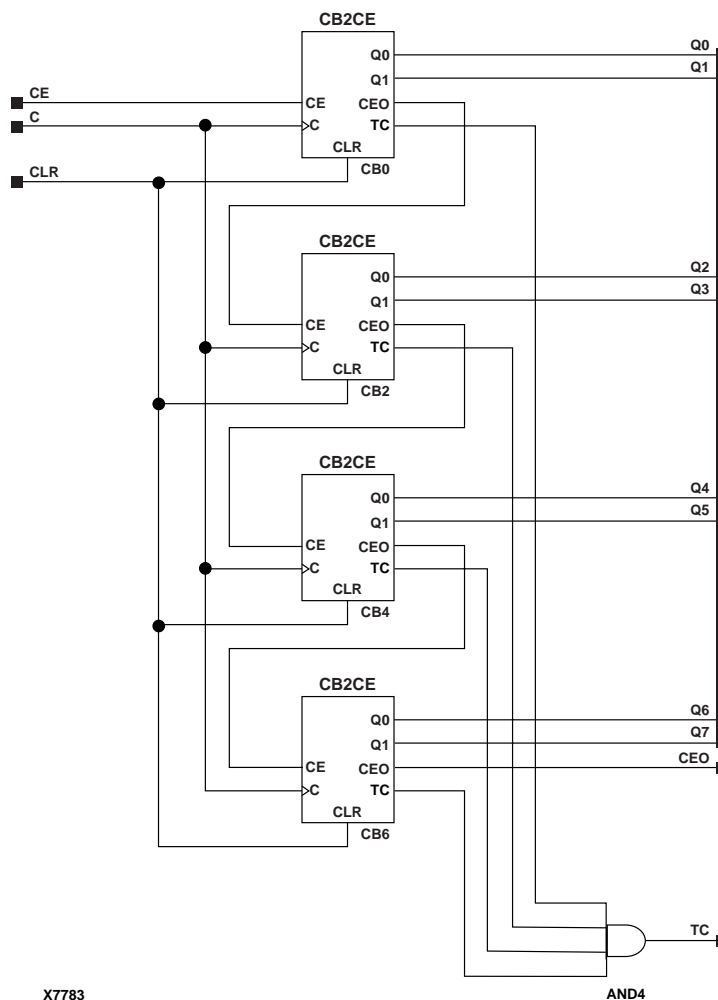 CB2CE
Q0 Q0
Q1 Q1
CE CE CEO
C C TC
CLR CLR
CB0
CB2CE
Q0 Q2
Q1 Q3
CE CEO
C TC
CLR
CB2
CB2CE
Q0 Q4
Q1 Q5
CE CEO
C TC
CLR
CB4
CB2CE
Q0 Q6
Q1 Q7
CE CEO CEO
C TC
CLR
CB6
TC
X7783 AND4